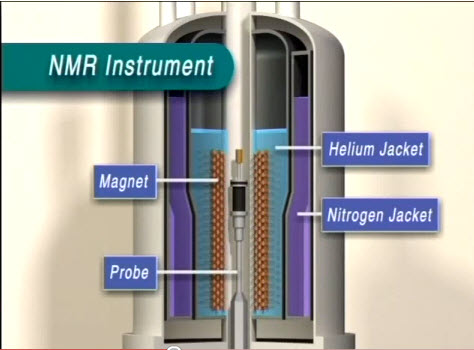 NMR Instrument
Helium Jacket
Magnet
Nitrogen Jacket
Probe